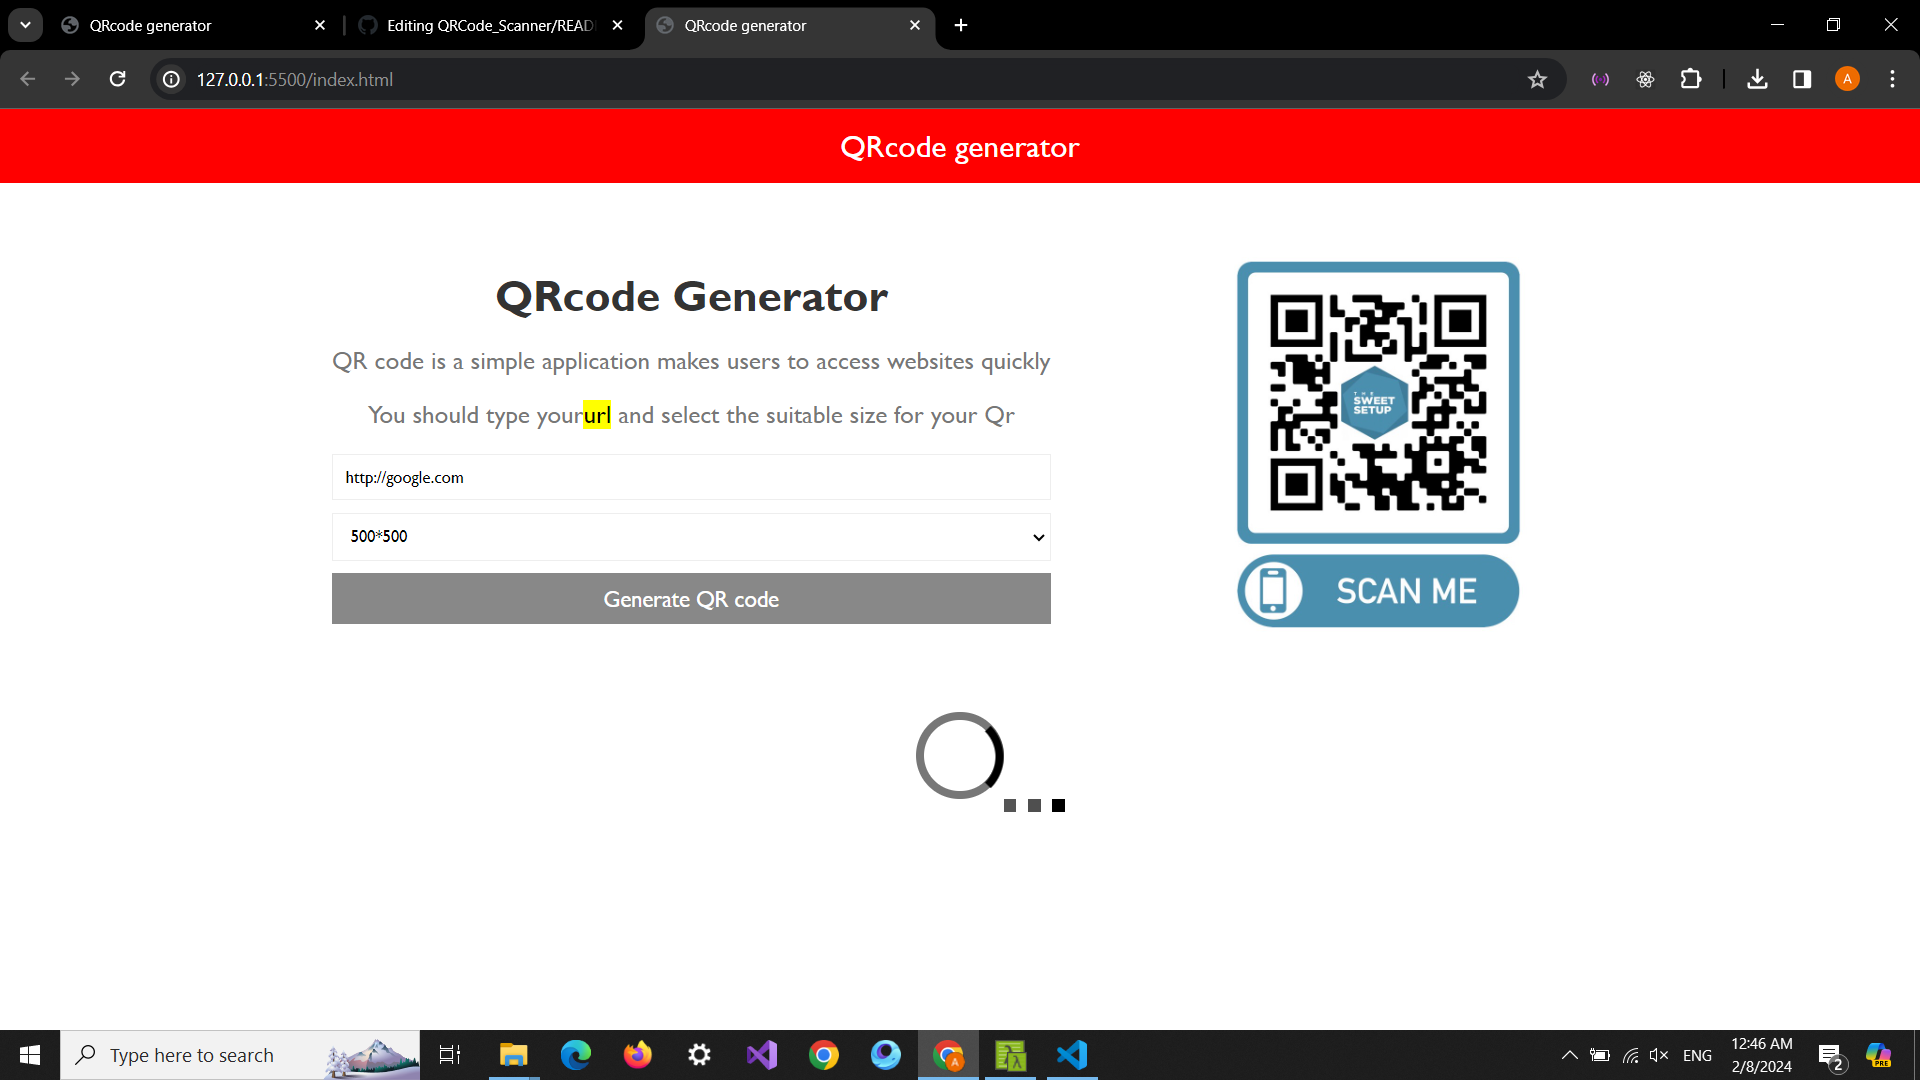 QRcode generator
Editing QRCode_Scanner/READ
QRcode generator
127.0.0.1:5500/index.html
A
QRcode generator
QRcode Generator
QR code is a simple application makes users to access websites quickly
You should type yoururl and select the suitable size for your Qr
http://google.com
500*500
Generate QR code
THE
SWEET
SETUP
SCAN ME
Type here to search
A
ENG
12:46 AM
2/8/2024
2
PRE